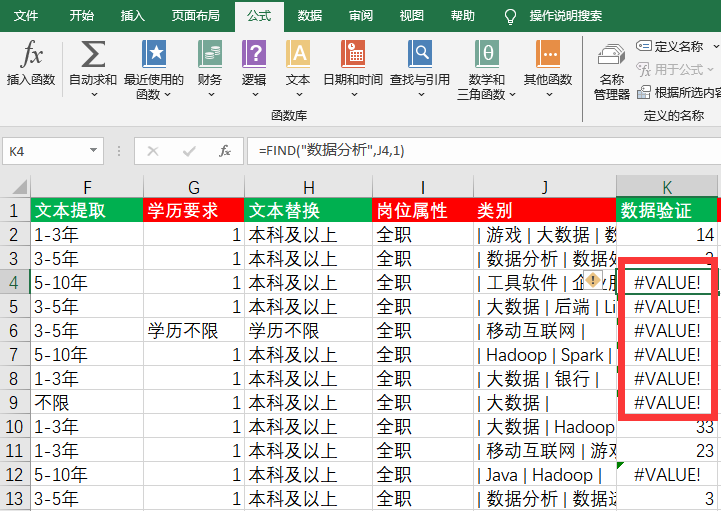 文件 开始 插入 页面布局 公式 数据 审阅 视图 帮助 操作说明搜索
fx Σ ? A θ ...
插入函数 自动求和 最近使用的函数 财务 逻辑 文本 日期和时间 查找与引用 数学和三角函数 其他函数 名称管理器
定义名称
用于公式
根据所选内容
函数库 定义的名称
K4 fx =FIND("数据分析",J4,1)
F G H I J K
1 文本提取 学历要求 文本替换 岗位属性 类别 数据验证
2 1-3年 1 本科及以上 全职 | 游戏 | 大数据 | 数 14
3 3-5年 1 本科及以上 全职 | 数据分析 | 数据处
4 5-10年 1 本科及以上 全职 | 工具软件 | 企业服 #VALUE!
5 3-5年 1 本科及以上 全职 | 大数据 | 后端 | Li #VALUE!
6 3-5年 学历不限 学历不限 全职 | 移动互联网 | #VALUE!
7 5-10年 1 本科及以上 全职 | Hadoop | Spark | #VALUE!
8 1-3年 1 本科及以上 全职 | 大数据 | 银行 | #VALUE!
9 不限 1 本科及以上 全职 | 大数据 | #VALUE!
10 1-3年 1 本科及以上 全职 | 大数据 | Hadoop 33
11 1-3年 1 本科及以上 全职 | 移动互联网 | 游戏 23
12 5-10年 1 本科及以上 全职 | Java | Hadoop | #VALUE!
13 3-5年 1 本科及以上 全职 | 数据分析 | 数据运 3